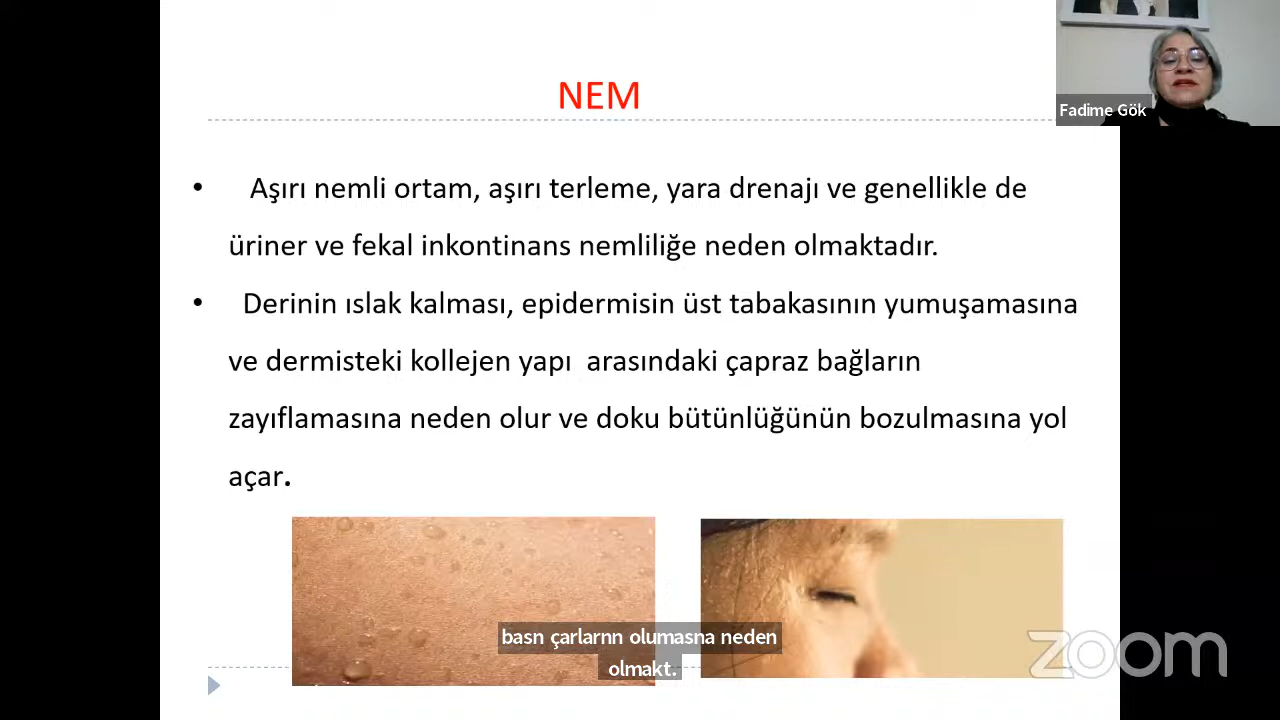 NEM
Fadime Gök
• Aşırı nemli ortam, aşırı terleme, yara drenajı ve genellikle de
üriner ve fekal inkontinans nemliliğe neden olmaktadır.
• Derinin ıslak kalması, epidermisin üst tabakasının yumuşamasına
ve dermisteki kollejen yapı arasındaki çapraz bağların
zayıflamasına neden olur ve doku bütünlüğünün bozulmasına yol
açar.
basn çarlarnn olumasna neden
olmakt.
zoom